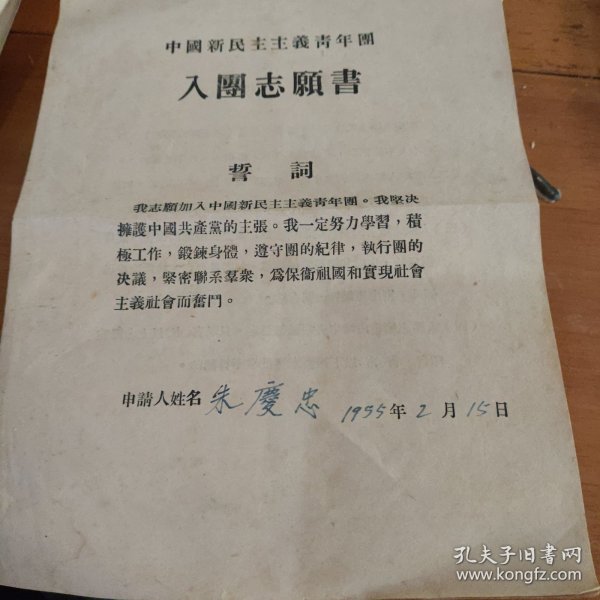 中國新民主主義青年團
入團志願書
誓 詞
我志願加入中國新民主主義青年團。我堅决
擁護中國共產黨的主張。我一定努力學習，積
極工作，鍛鍊身體，遵守團的紀律，執行團的
决議，緊密聯系羣衆，爲保衛祖國和實現社會
主義社會而奮鬥。
申請人姓名 朱慶忠 1955年2月15日
孔夫子旧書网
www.kongfz.com